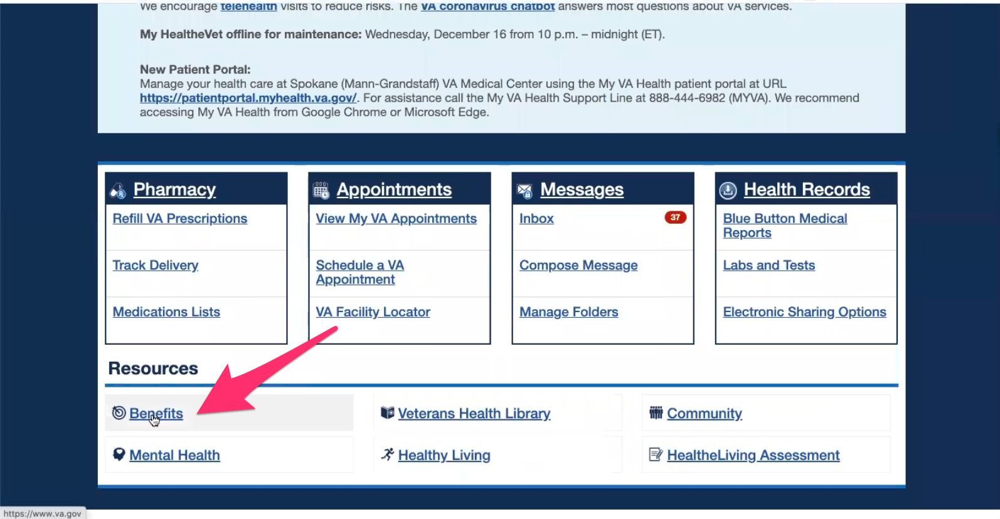 We encourage telehealth visits to reduce risks. The VA coronavirus chatbot answers most questions about VA services.
My HealtheVet offline for maintenance: Wednesday, December 16 from 10 p.m. – midnight (ET).
New Patient Portal:
Manage your health care at Spokane (Mann-Grandstaff) VA Medical Center using the My VA Health patient portal at URL
https://patientportal.myhealth.va.gov/. For assistance call the My VA Health Support Line at 888-444-6982 (MYVA). We recommend
accessing My VA Health from Google Chrome or Microsoft Edge.
Pharmacy
Refill VA Prescriptions
Track Delivery
Medications Lists
Appointments
View My VA Appointments
Schedule a VA
Appointment
VA Facility Locator
Messages
Inbox 37
Compose Message
Manage Folders
Health Records
Blue Button Medical
Reports
Labs and Tests
Electronic Sharing Options
Resources
Benefits
Veterans Health Library
Community
Mental Health
Healthy Living
HealtheLiving Assessment
https://www.va.gov